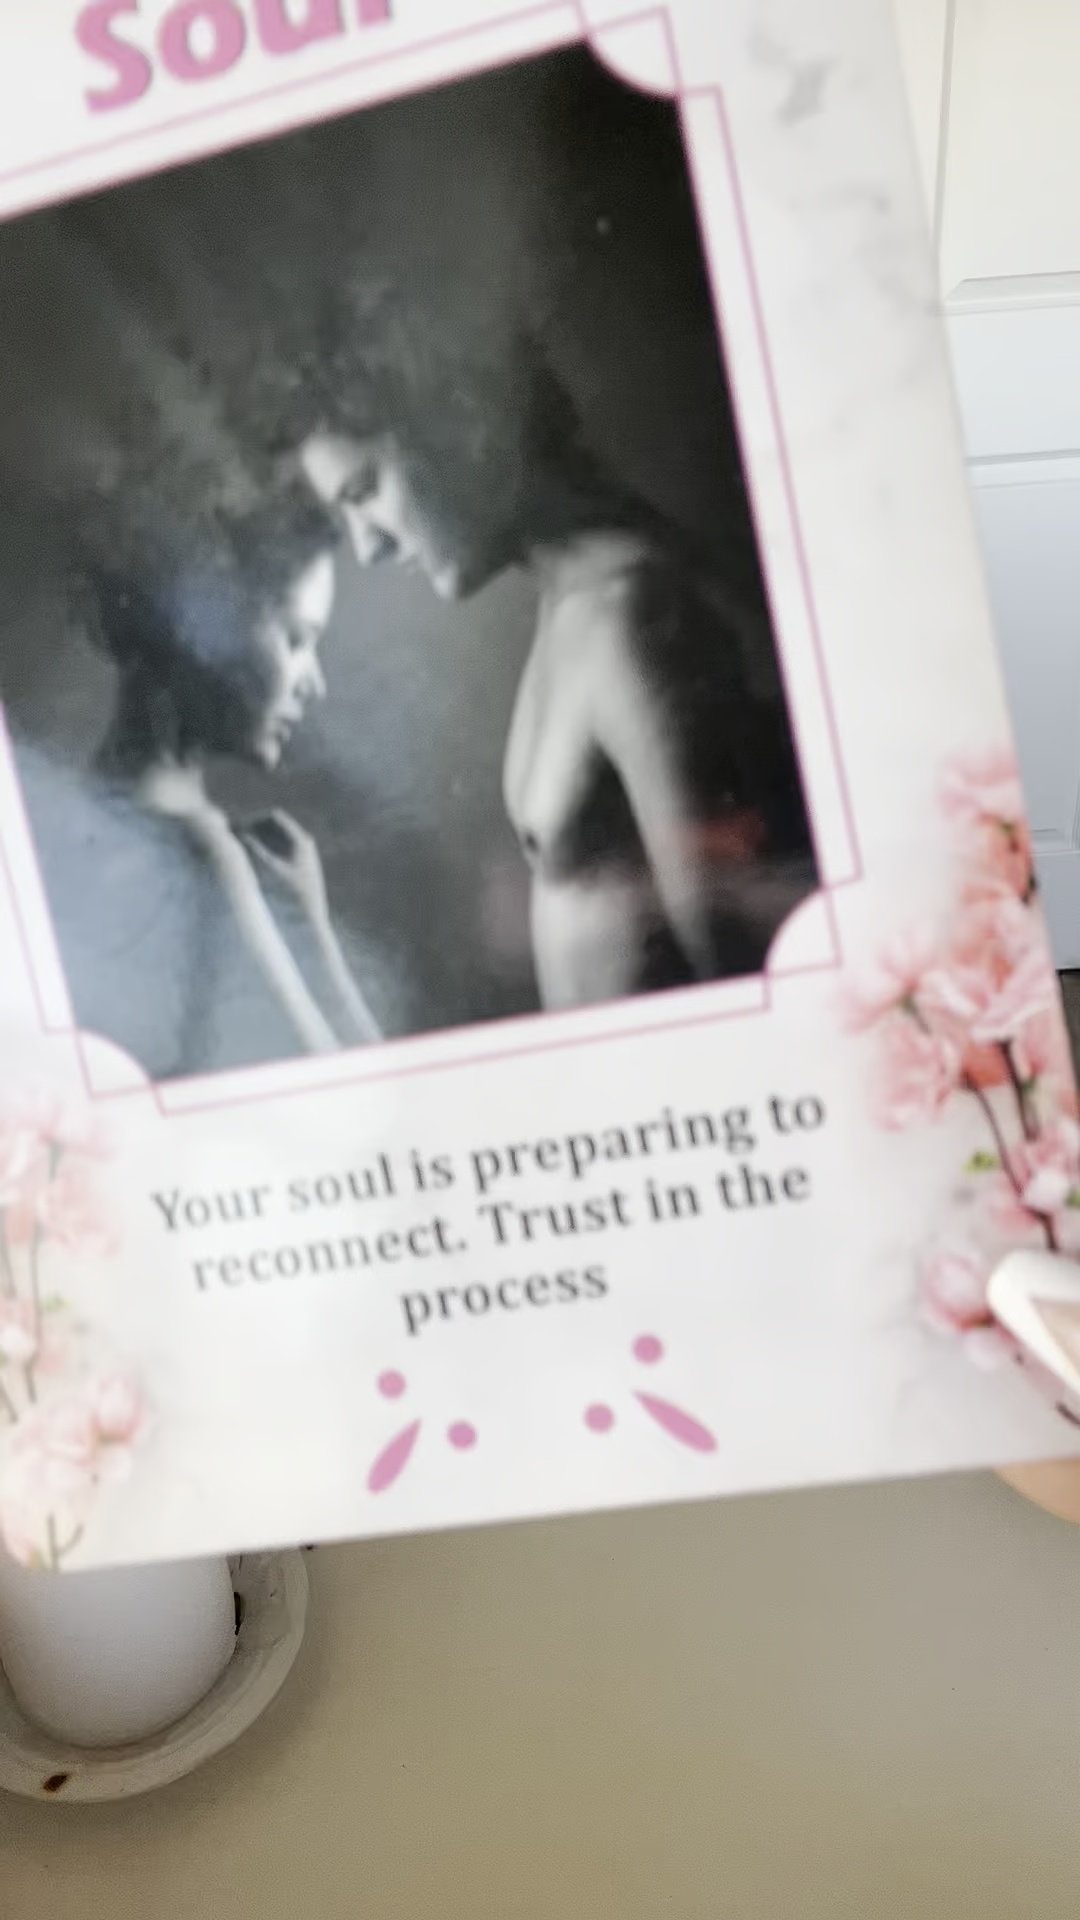 Soul
Your soul is preparing to
reconnect. Trust in the
process